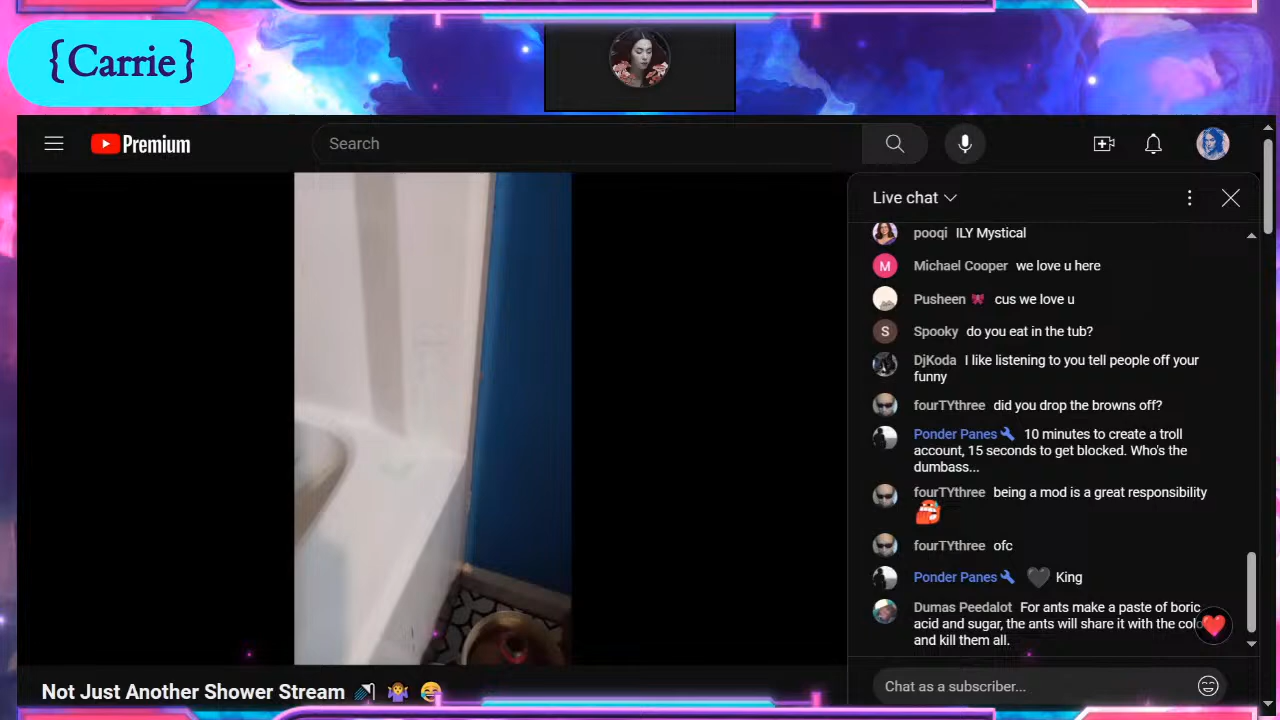 {Carrie}
Premium
Search
Live chat
pooqi ILY Mystical
M Michael Cooper we love u here
Pusheen cus we love u
S Spooky do you eat in the tub?
DjKoda I like listening to you tell people off your
funny
fourTYthree did you drop the browns off?
Ponder Panes 10 minutes to create a troll
account, 15 seconds to get blocked. Who's the
dumbass...
fourTYthree being a mod is a great responsibility
fourTYthree ofc
Ponder Panes 🖤 King
Dumas Peedalot For ants make a paste of boric
acid and sugar, the ants will share it with the
and kill them all.
Not Just Another Shower Stream 🚿 🤷‍♀️ 😂
Chat as a subscriber...